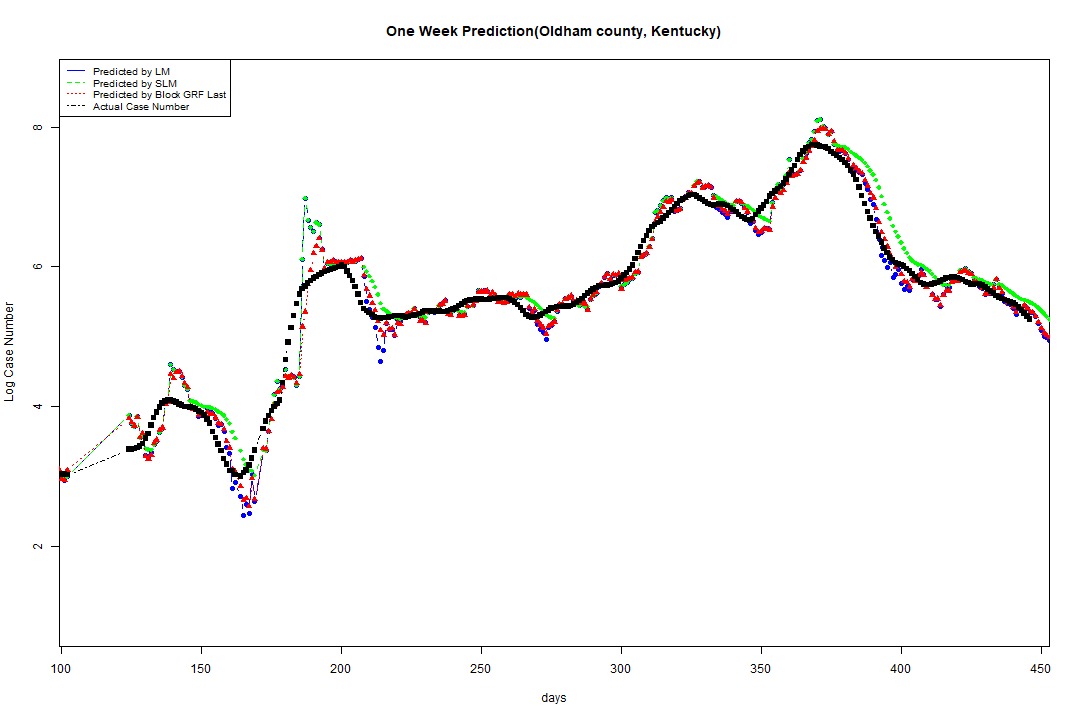 One Week Prediction(Oldham county, Kentucky)
Predicted by LM
Predicted by SLM
Predicted by Block GRF Last
Actual Case Number
8
6
4
2
Log Case Number
100 150 200 250 300 350 400 450
days